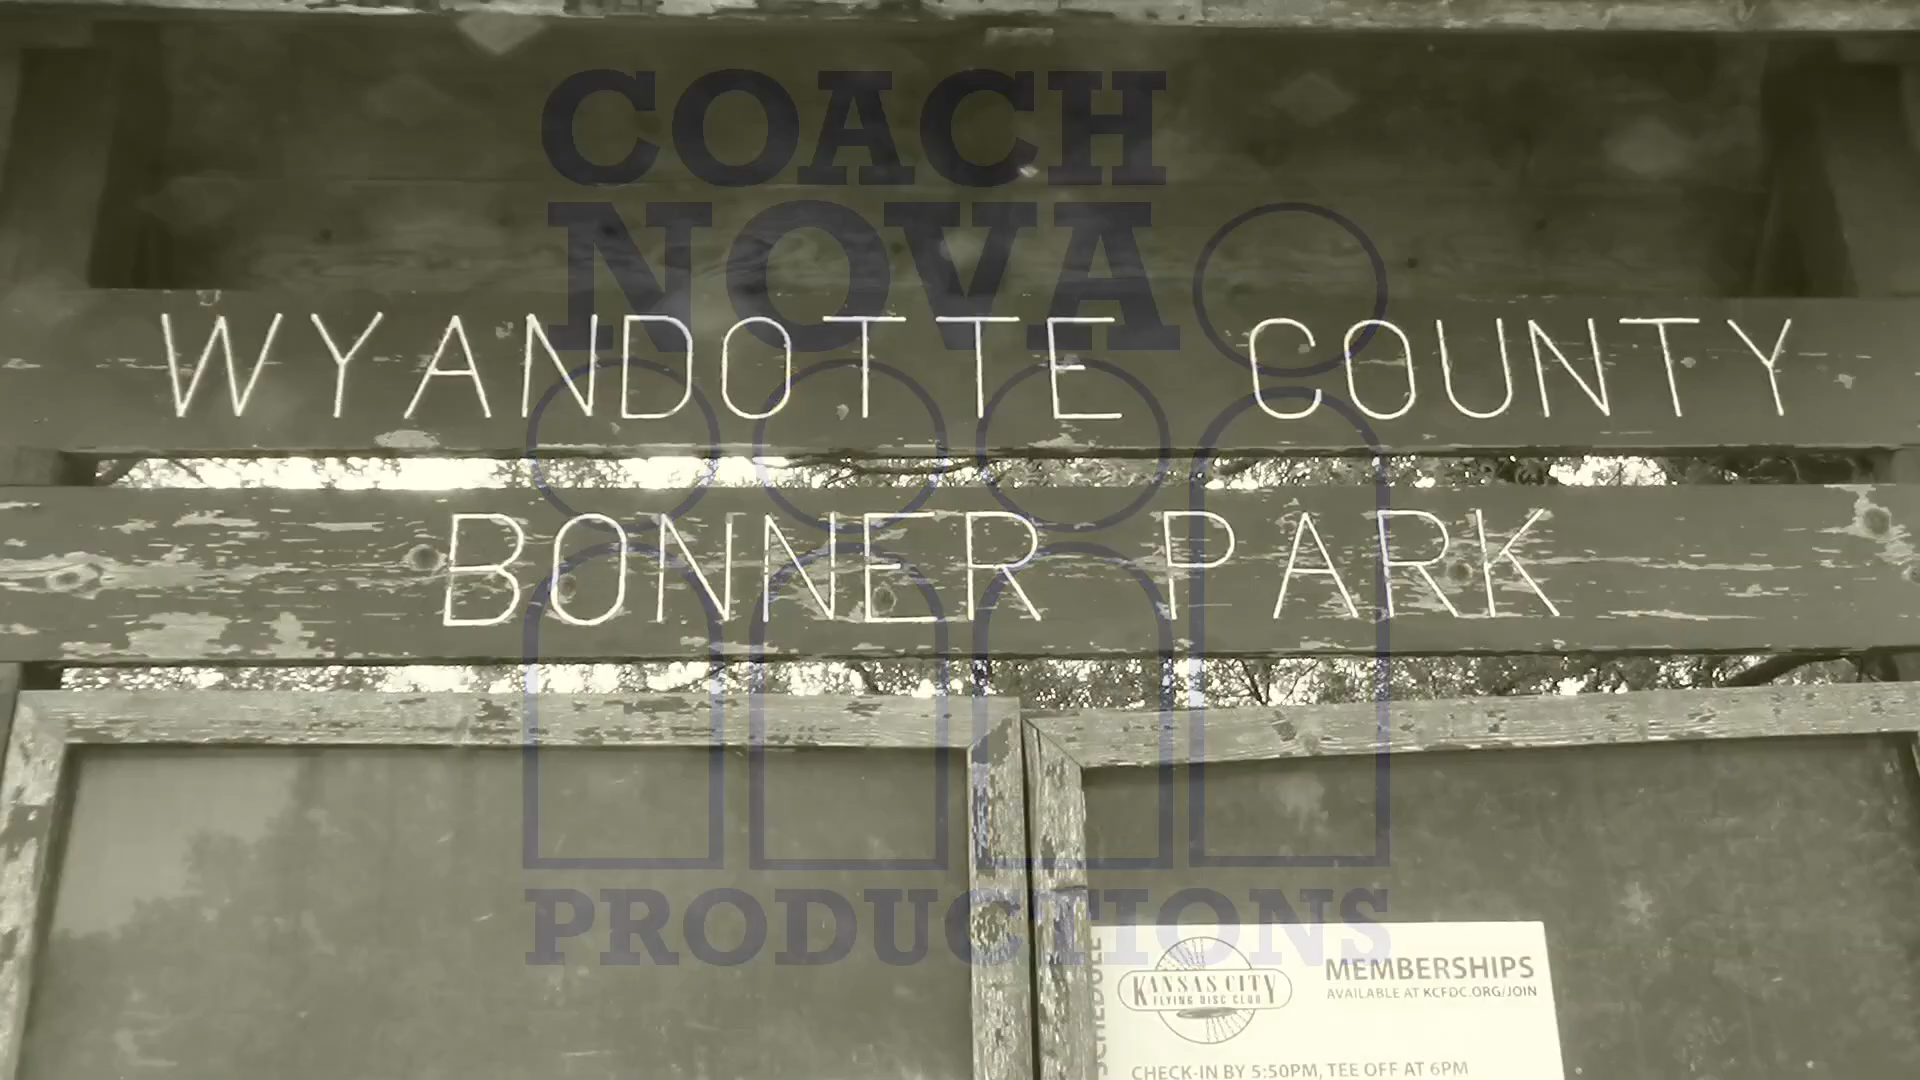 COACH
NOVA
WYANDOTTE COUNTY
BONNER PARK
PRODUCTIONS
SCHEDULE
KANSAS CITY
FLYING DISC CLUB
MEMBERSHIPS
AVAILABLE AT KCFDC.ORG/JOIN
CHECK-IN BY 5:50PM, TEE OFF AT 6PM